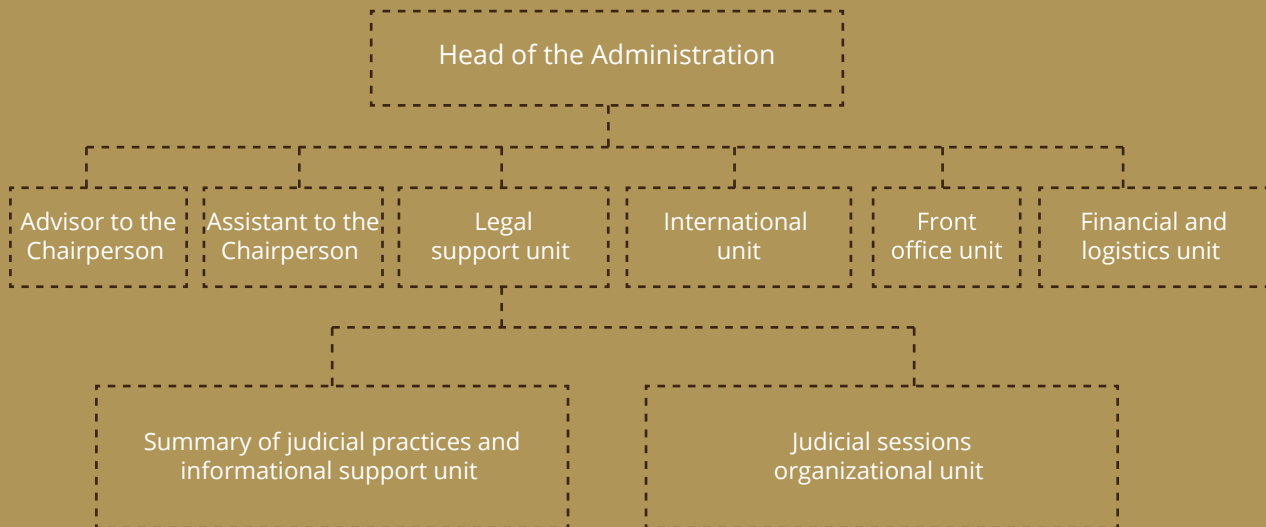 Head of the Administration
Advisor to the
Chairperson
Assistant to the
Chairperson
Legal
support unit
International
unit
Front
office unit
Financial and
logistics unit
Summary of judicial practices and
informational support unit
Judicial sessions
organizational unit